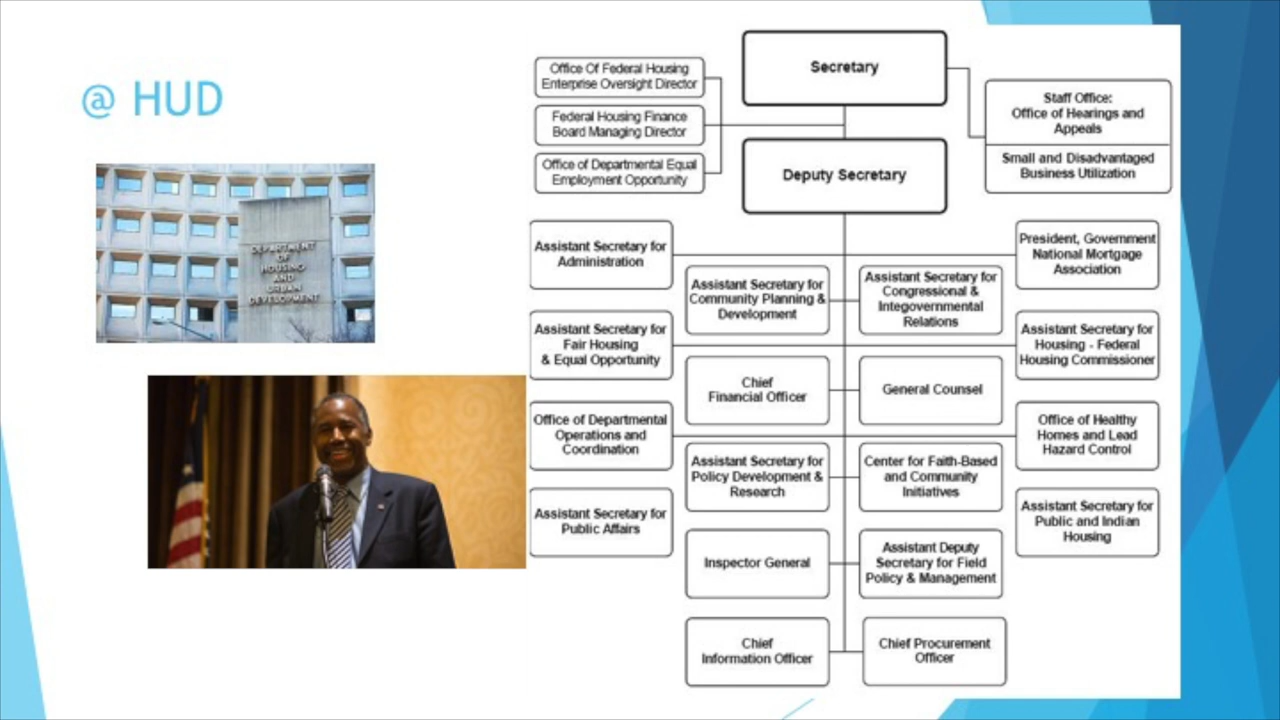 @ HUD
DEPARTMENT
OF
HOUSING
AND
URBAN
DEVELOPMENT
Secretary
Office Of Federal Housing
Enterprise Oversight Director
Federal Housing Finance
Board Managing Director
Office of Departmental Equal
Employment Opportunity
Staff Office:
Office of Hearings and
Appeals
Small and Disadvantaged
Business Utilization
Deputy Secretary
Assistant Secretary for
Administration
President, Government
National Mortgage
Association
Assistant Secretary for
Community Planning &
Development
Assistant Secretary for
Congressional &
Integovernmental
Relations
Assistant Secretary for
Fair Housing
& Equal Opportunity
Assistant Secretary for
Housing - Federal
Housing Commissioner
Chief
Financial Officer
General Counsel
Office of Departmental
Operations and
Coordination
Office of Healthy
Homes and Lead
Hazard Control
Assistant Secretary for
Policy Development &
Research
Center for Faith-Based
and Community
Initiatives
Assistant Secretary for
Public Affairs
Assistant Secretary for
Public and Indian
Housing
Inspector General
Assistant Deputy
Secretary for Field
Policy & Management
Chief
Information Officer
Chief Procurement
Officer